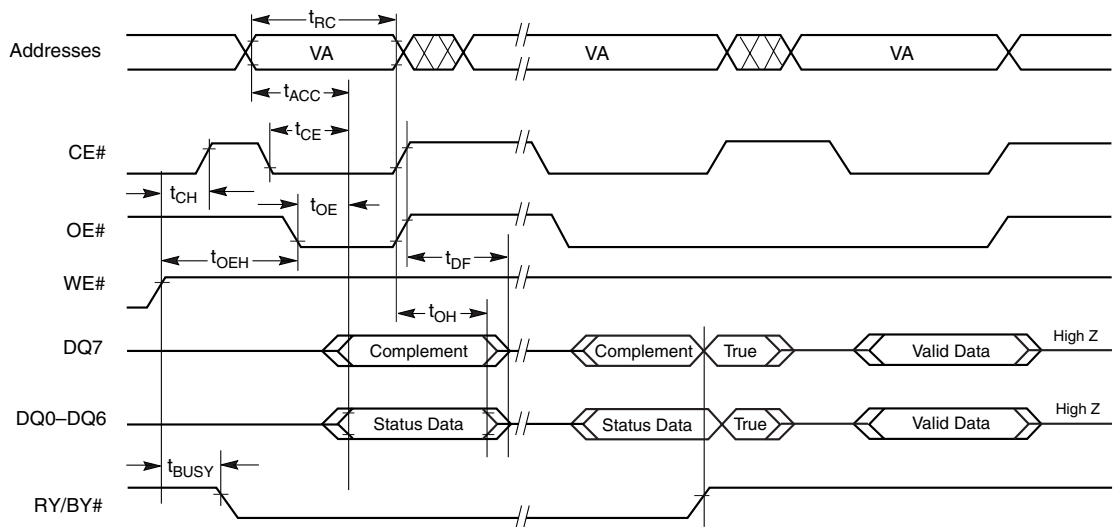 tRC
Addresses VA VA VA
tACC
tCE
CE#
tCH tOE
OE#
tOEH tDF
WE#
tOH
DQ7 Complement Complement True Valid Data High Z
DQ0–DQ6 Status Data Status Data True Valid Data High Z
tBUSY
RY/BY#